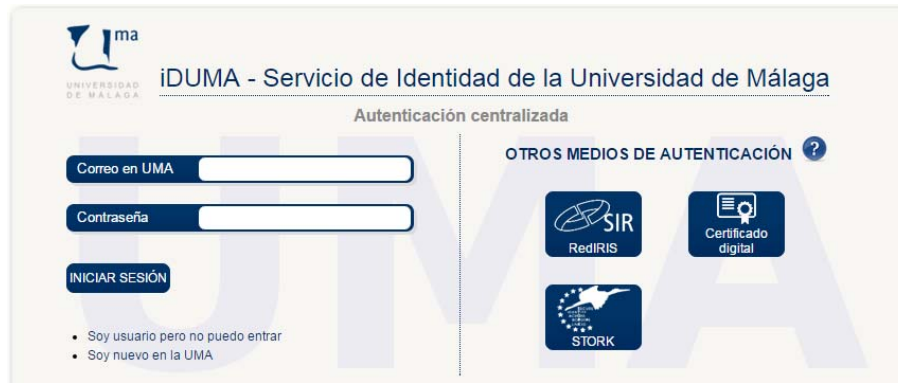 uma
UNIVERSIDAD
DE MÁLAGA
iDUMA - Servicio de Identidad de la Universidad de Málaga
Autenticación centralizada
Correo en UMA
Contraseña
INICIAR SESIÓN
• Soy usuario pero no puedo entrar
• Soy nuevo en la UMA
OTROS MEDIOS DE AUTENTICACIÓN ?
SIR
RedIRIS
Certificado
digital
STORK
UMA